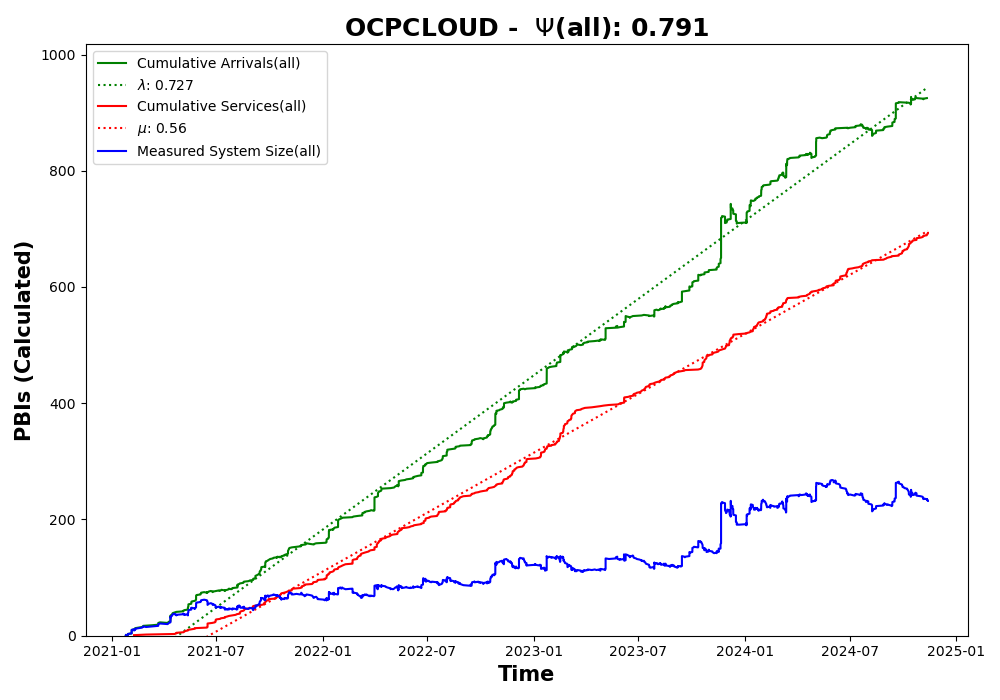 OCPCLOUD - Ψ(all): 0.791
Cumulative Arrivals(all)
λ: 0.727
Cumulative Services(all)
μ: 0.56
Measured System Size(all)
PBIs (Calculated)
1000
800
600
400
200
0
2021-01 2021-07 2022-01 2022-07 2023-01 2023-07 2024-01 2024-07 2025-01
Time